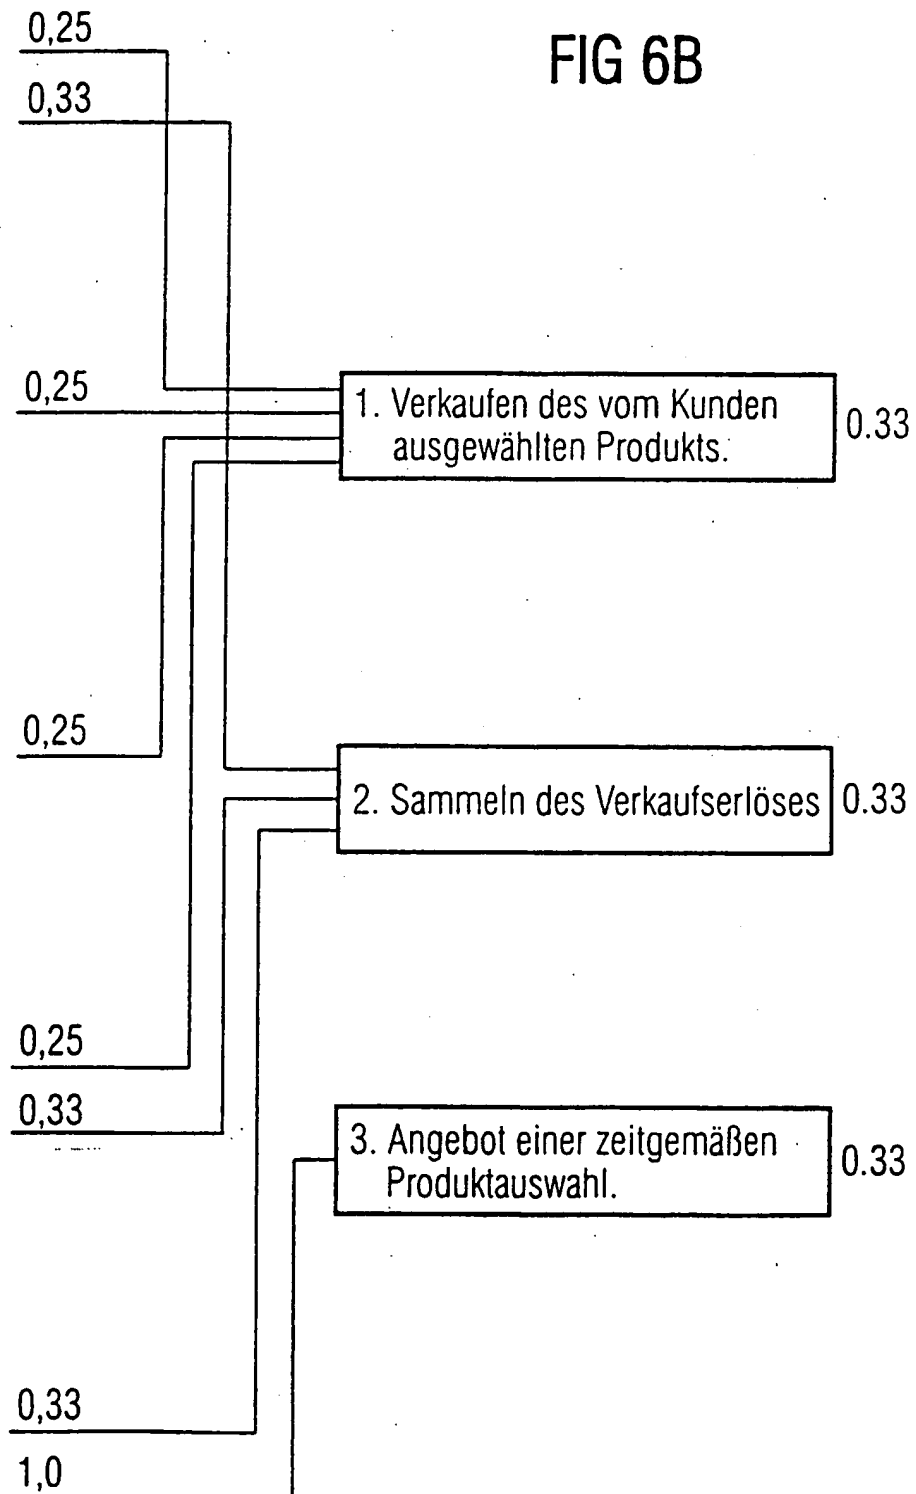 FIG 6B
0,25
0,33
0,25
1. Verkaufen des vom Kunden
ausgewählten Produkts.
0.33
0,25
2. Sammeln des Verkaufserlöses
0.33
0,25
0,33
3. Angebot einer zeitgemäßen
Produktauswahl.
0.33
0,33
1,0